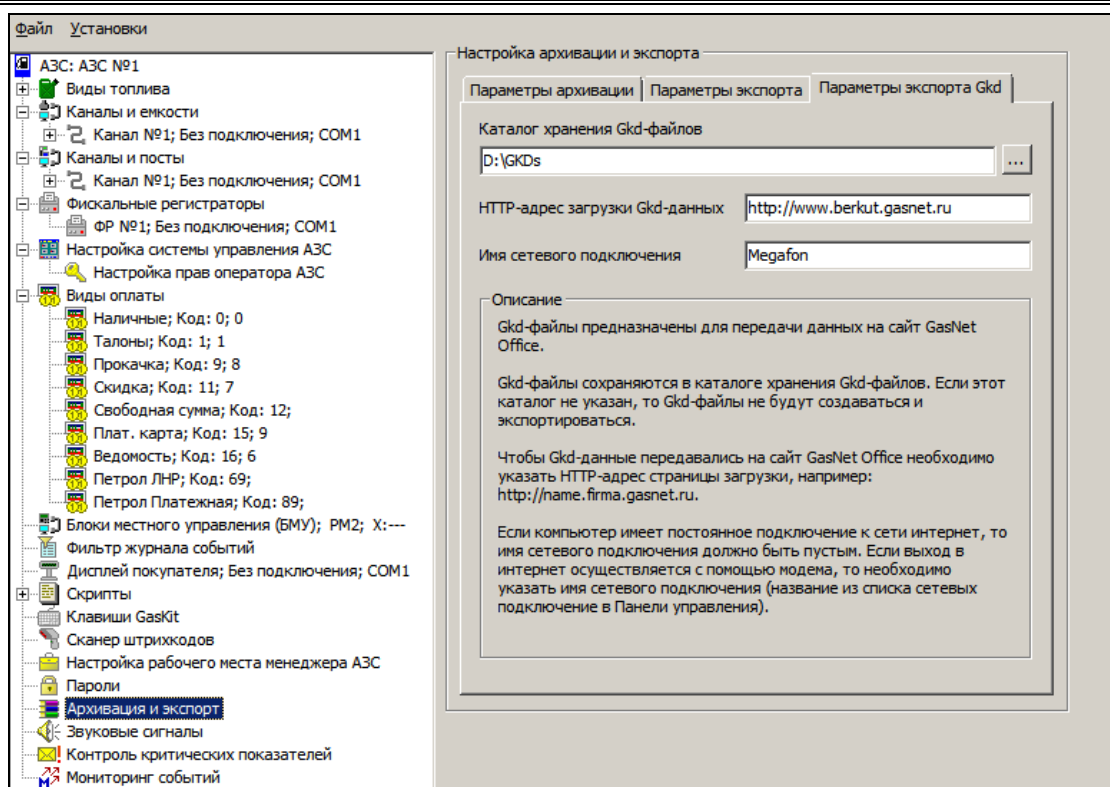 Файл Установки
АЗС: АЗС №1
Виды топлива
Каналы и емкости
Канал №1; Без подключения; COM1
Каналы и посты
Канал №1; Без подключения; COM1
Фискальные регистраторы
ФР №1; Без подключения; COM1
Настройка системы управления АЗС
Настройка прав оператора АЗС
Виды оплаты
Наличные; Код: 0; 0
Талоны; Код: 1; 1
Прокачка; Код: 9; 8
Скидка; Код: 11; 7
Свободная сумма; Код: 12;
Плат. карта; Код: 15; 9
Ведомость; Код: 16; 6
Петрол ЛНР; Код: 69;
Петрол Платежная; Код: 89;
Блоки местного управления (БМУ); PM2; X:---
Фильтр журнала событий
Дисплей покупателя; Без подключения; COM1
Скрипты
Клавиши GasKit
Сканер штрихкодов
Настройка рабочего места менеджера АЗС
Пароли
Архивация и экспорт
Звуковые сигналы
Контроль критических показателей
Мониторинг событий
Настройка архивации и экспорта
Параметры архивации Параметры экспорта Параметры экспорта Gkd
Каталог хранения Gkd-файлов
D:\GKDs ...
HTTP-адрес загрузки Gkd-данных http://www.berkut.gasnet.ru
Имя сетевого подключения Megafon
Описание
Gkd-файлы предназначены для передачи данных на сайт GasNet
Office.
Gkd-файлы сохраняются в каталоге хранения Gkd-файлов. Если этот
каталог не указан, то Gkd-файлы не будут создаваться и
экспортироваться.
Чтобы Gkd-данные передавались на сайт GasNet Office необходимо
указать HTTP-адрес страницы загрузки, например:
http://name.firma.gasnet.ru.
Если компьютер имеет постоянное подключение к сети интернет, то
имя сетевого подключения должно быть пустым. Если выход в
интернет осуществляется с помощью модема, то необходимо
указать имя сетевого подключения (название из списка сетевых
подключение в Панели управления).